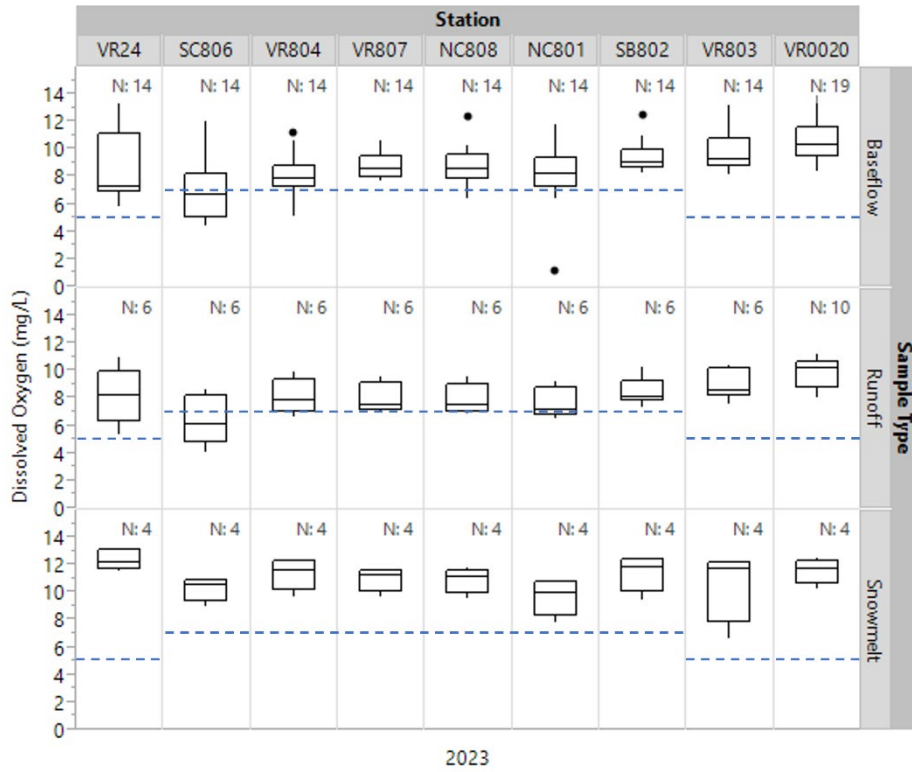 Station
VR24 SC806 VR804 VR807 NC808 NC801 SB802 VR803 VR0020
N: 14 N: 14 N: 14 N: 14 N: 14 N: 14 N: 14 N: 14 N: 19
14
12
10
8
6
4
2
0
Baseflow
N: 6 N: 6 N: 6 N: 6 N: 6 N: 6 N: 6 N: 6 N: 10
14
12
10
8
6
4
2
0
Runoff
N: 4 N: 4 N: 4 N: 4 N: 4 N: 4 N: 4 N: 4 N: 4
14
12
10
8
6
4
2
0
Snowmelt
Dissolved Oxygen (mg/L)
Sample Type
2023